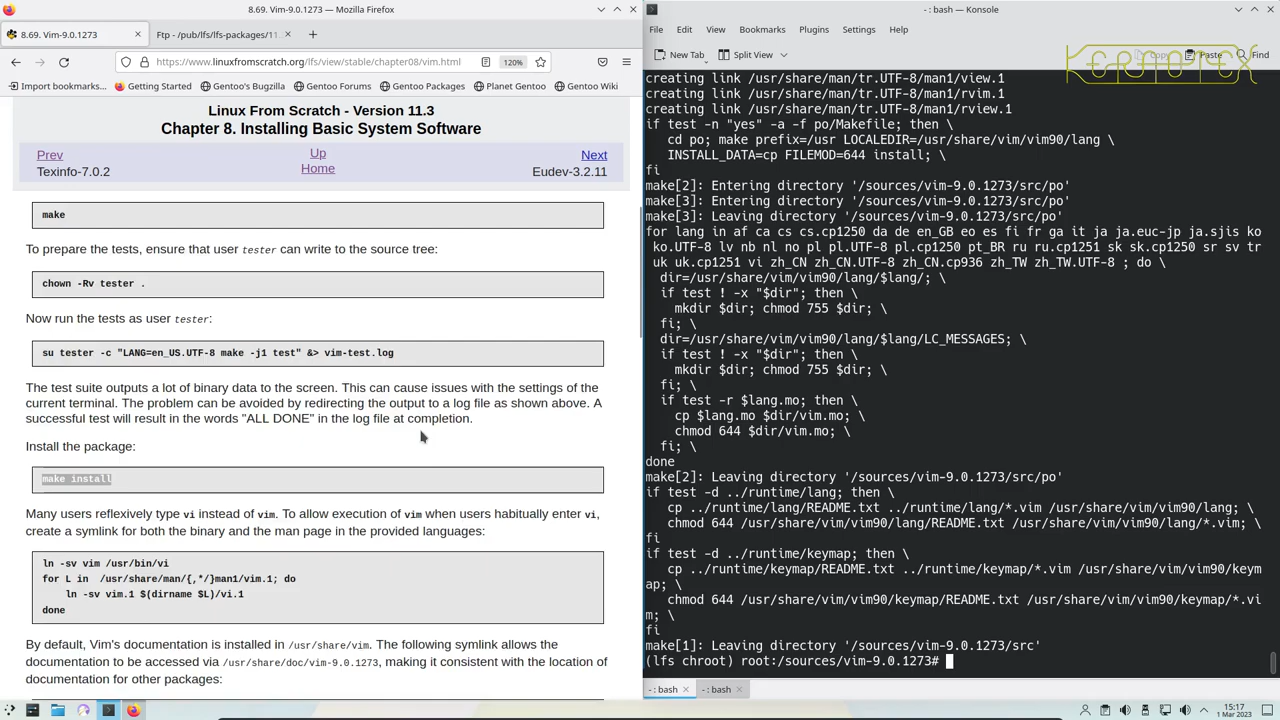 8.69. Vim-9.0.1273 — Mozilla Firefox
8.69. Vim-9.0.1273
Ftp - /pub/lfs/lfs-packages/11.
https://www.linuxfromscratch.org/lfs/view/stable/chapter08/vim.html
120%
Import bookmarks...
Getting Started
Gentoo's Bugzilla
Gentoo Forums
Gentoo Packages
Planet Gentoo
Gentoo Wiki
Linux From Scratch - Version 11.3
Chapter 8. Installing Basic System Software
Prev
Up
Next
Texinfo-7.0.2
Home
Eudev-3.2.11
make
To prepare the tests, ensure that user tester can write to the source tree:
chown -Rv tester .
Now run the tests as user tester:
su tester -c "LANG=en_US.UTF-8 make -j1 test" &> vim-test.log
The test suite outputs a lot of binary data to the screen. This can cause issues with the settings of the
current terminal. The problem can be avoided by redirecting the output to a log file as shown above. A
successful test will result in the words "ALL DONE" in the log file at completion.
Install the package:
make install
Many users reflexively type vi instead of vim. To allow execution of vim when users habitually enter vi,
create a symlink for both the binary and the man page in the provided languages:
ln -sv vim /usr/bin/vi
for L in  /usr/share/man/{,*/}man1/vim.1; do
    ln -sv vim.1 $(dirname $L)/vi.1
done
By default, Vim's documentation is installed in /usr/share/vim. The following symlink allows the
documentation to be accessed via /usr/share/doc/vim-9.0.1273, making it consistent with the location of
documentation for other packages:
- : bash — Konsole
File
Edit
View
Bookmarks
Plugins
Settings
Help
New Tab
Split View
Copy
Paste
Find
KERNOTEX
creating link /usr/share/man/tr.UTF-8/man1/view.1
creating link /usr/share/man/tr.UTF-8/man1/rvim.1
creating link /usr/share/man/tr.UTF-8/man1/rview.1
if test -n "yes" -a -f po/Makefile; then \
   cd po; make prefix=/usr LOCALEDIR=/usr/share/vim/vim90/lang \
   INSTALL_DATA=cp FILEMOD=644 install; \
fi
make[2]: Entering directory '/sources/vim-9.0.1273/src/po'
make[3]: Entering directory '/sources/vim-9.0.1273/src/po'
make[3]: Leaving directory '/sources/vim-9.0.1273/src/po'
for lang in af ca cs cs.cp1250 da de en_GB eo es fi fr ga it ja ja.euc-jp ja.sjis ko
 ko.UTF-8 lv nb nl no pl pl.UTF-8 pl.cp1250 pt_BR ru ru.cp1251 sk sk.cp1250 sr sv tr
 uk uk.cp1251 vi zh_CN zh_CN.UTF-8 zh_CN.cp936 zh_TW zh_TW.UTF-8 ; do \
  dir=/usr/share/vim/vim90/lang/$lang/; \
  if test ! -x "$dir"; then \
    mkdir $dir; chmod 755 $dir; \
  fi; \
  dir=/usr/share/vim/vim90/lang/$lang/LC_MESSAGES; \
  if test ! -x "$dir"; then \
    mkdir $dir; chmod 755 $dir; \
  fi; \
  if test -r $lang.mo; then \
    cp $lang.mo $dir/vim.mo; \
    chmod 644 $dir/vim.mo; \
  fi; \
done
make[2]: Leaving directory '/sources/vim-9.0.1273/src/po'
if test -d ../runtime/lang; then \
   cp ../runtime/lang/README.txt ../runtime/lang/*.vim /usr/share/vim/vim90/lang; \
   chmod 644 /usr/share/vim/vim90/lang/README.txt /usr/share/vim/vim90/lang/*.vim; \
fi
if test -d ../runtime/keymap; then \
   cp ../runtime/keymap/README.txt ../runtime/keymap/*.vim /usr/share/vim/vim90/keym
ap; \
   chmod 644 /usr/share/vim/vim90/keymap/README.txt /usr/share/vim/vim90/keymap/*.vi
m; \
fi
make[1]: Leaving directory '/sources/vim-9.0.1273/src'
(lfs chroot) root:/sources/vim-9.0.1273#
- : bash
- : bash
15:17
1 Mar 2023